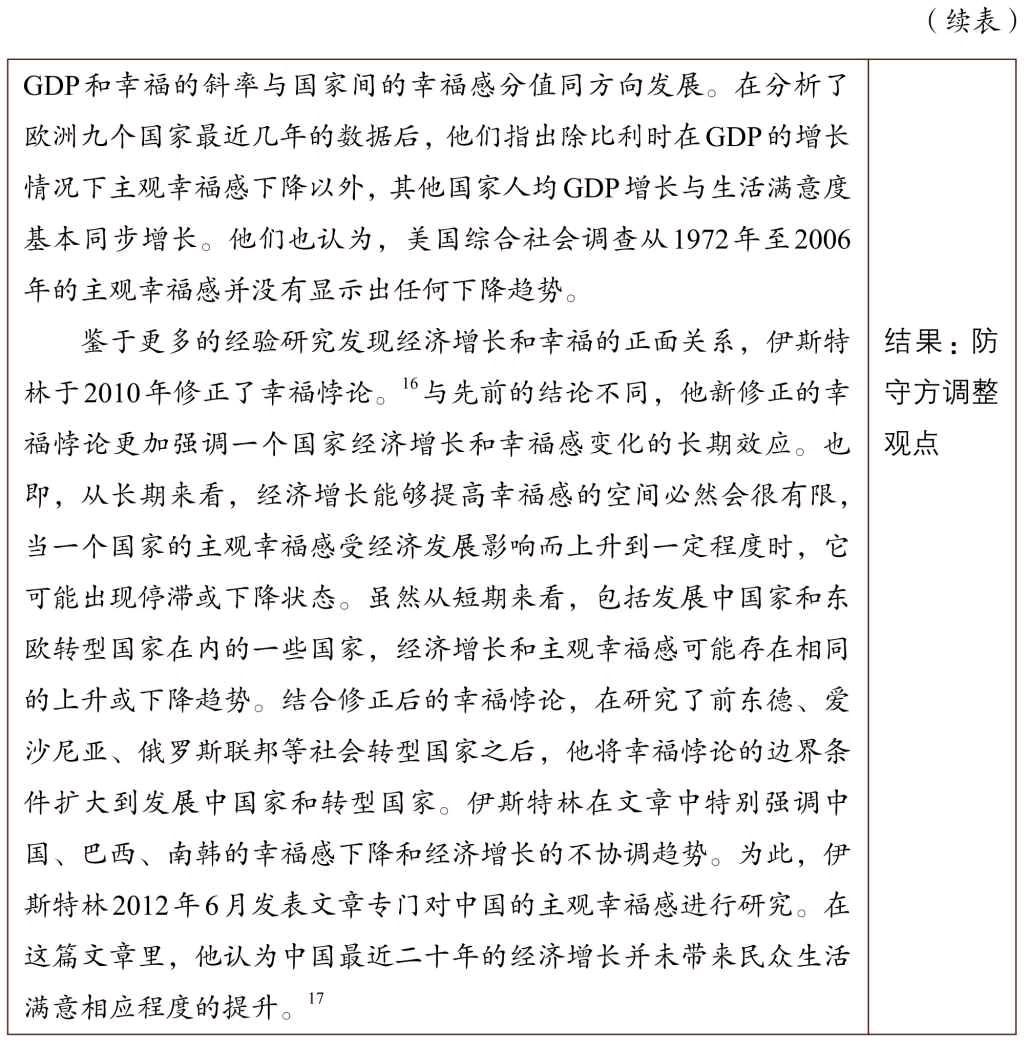 （续表）
GDP和幸福的斜率与国家间的幸福感分值同方向发展。在分析了
欧洲九个国家最近几年的数据后，他们指出除比利时在GDP的增长
情况下主观幸福感下降以外，其他国家人均GDP增长与生活满意度
基本同步增长。他们也认为，美国综合社会调查从1972年至2006
年的主观幸福感并没有显示出任何下降趋势。
鉴于更多的经验研究发现经济增长和幸福的正面关系，伊斯特
林于2010年修正了幸福悖论。16与先前的结论不同，他新修正的幸
福悖论更加强调一个国家经济增长和幸福感变化的长期效应。也
即，从长期来看，经济增长能够提高幸福感的空间必然会很有限，
当一个国家的主观幸福感受经济发展影响而上升到一定程度时，它
可能出现停滞或下降状态。虽然从短期来看，包括发展中国家和东
欧转型国家在内的一些国家，经济增长和主观幸福感可能存在相同
的上升或下降趋势。结合修正后的幸福悖论，在研究了前东德、爱
沙尼亚、俄罗斯联邦等社会转型国家之后，他将幸福悖论的边界条
件扩大到发展中国家和转型国家。伊斯特林在文章中特别强调中
国、巴西、南韩的幸福感下降和经济增长的不协调趋势。为此，伊
斯特林2012年6月发表文章专门对中国的主观幸福感进行研究。在
这篇文章里，他认为中国最近二十年的经济增长并未带来民众生活
满意相应程度的提升。17
结果：防
守方调整
观点